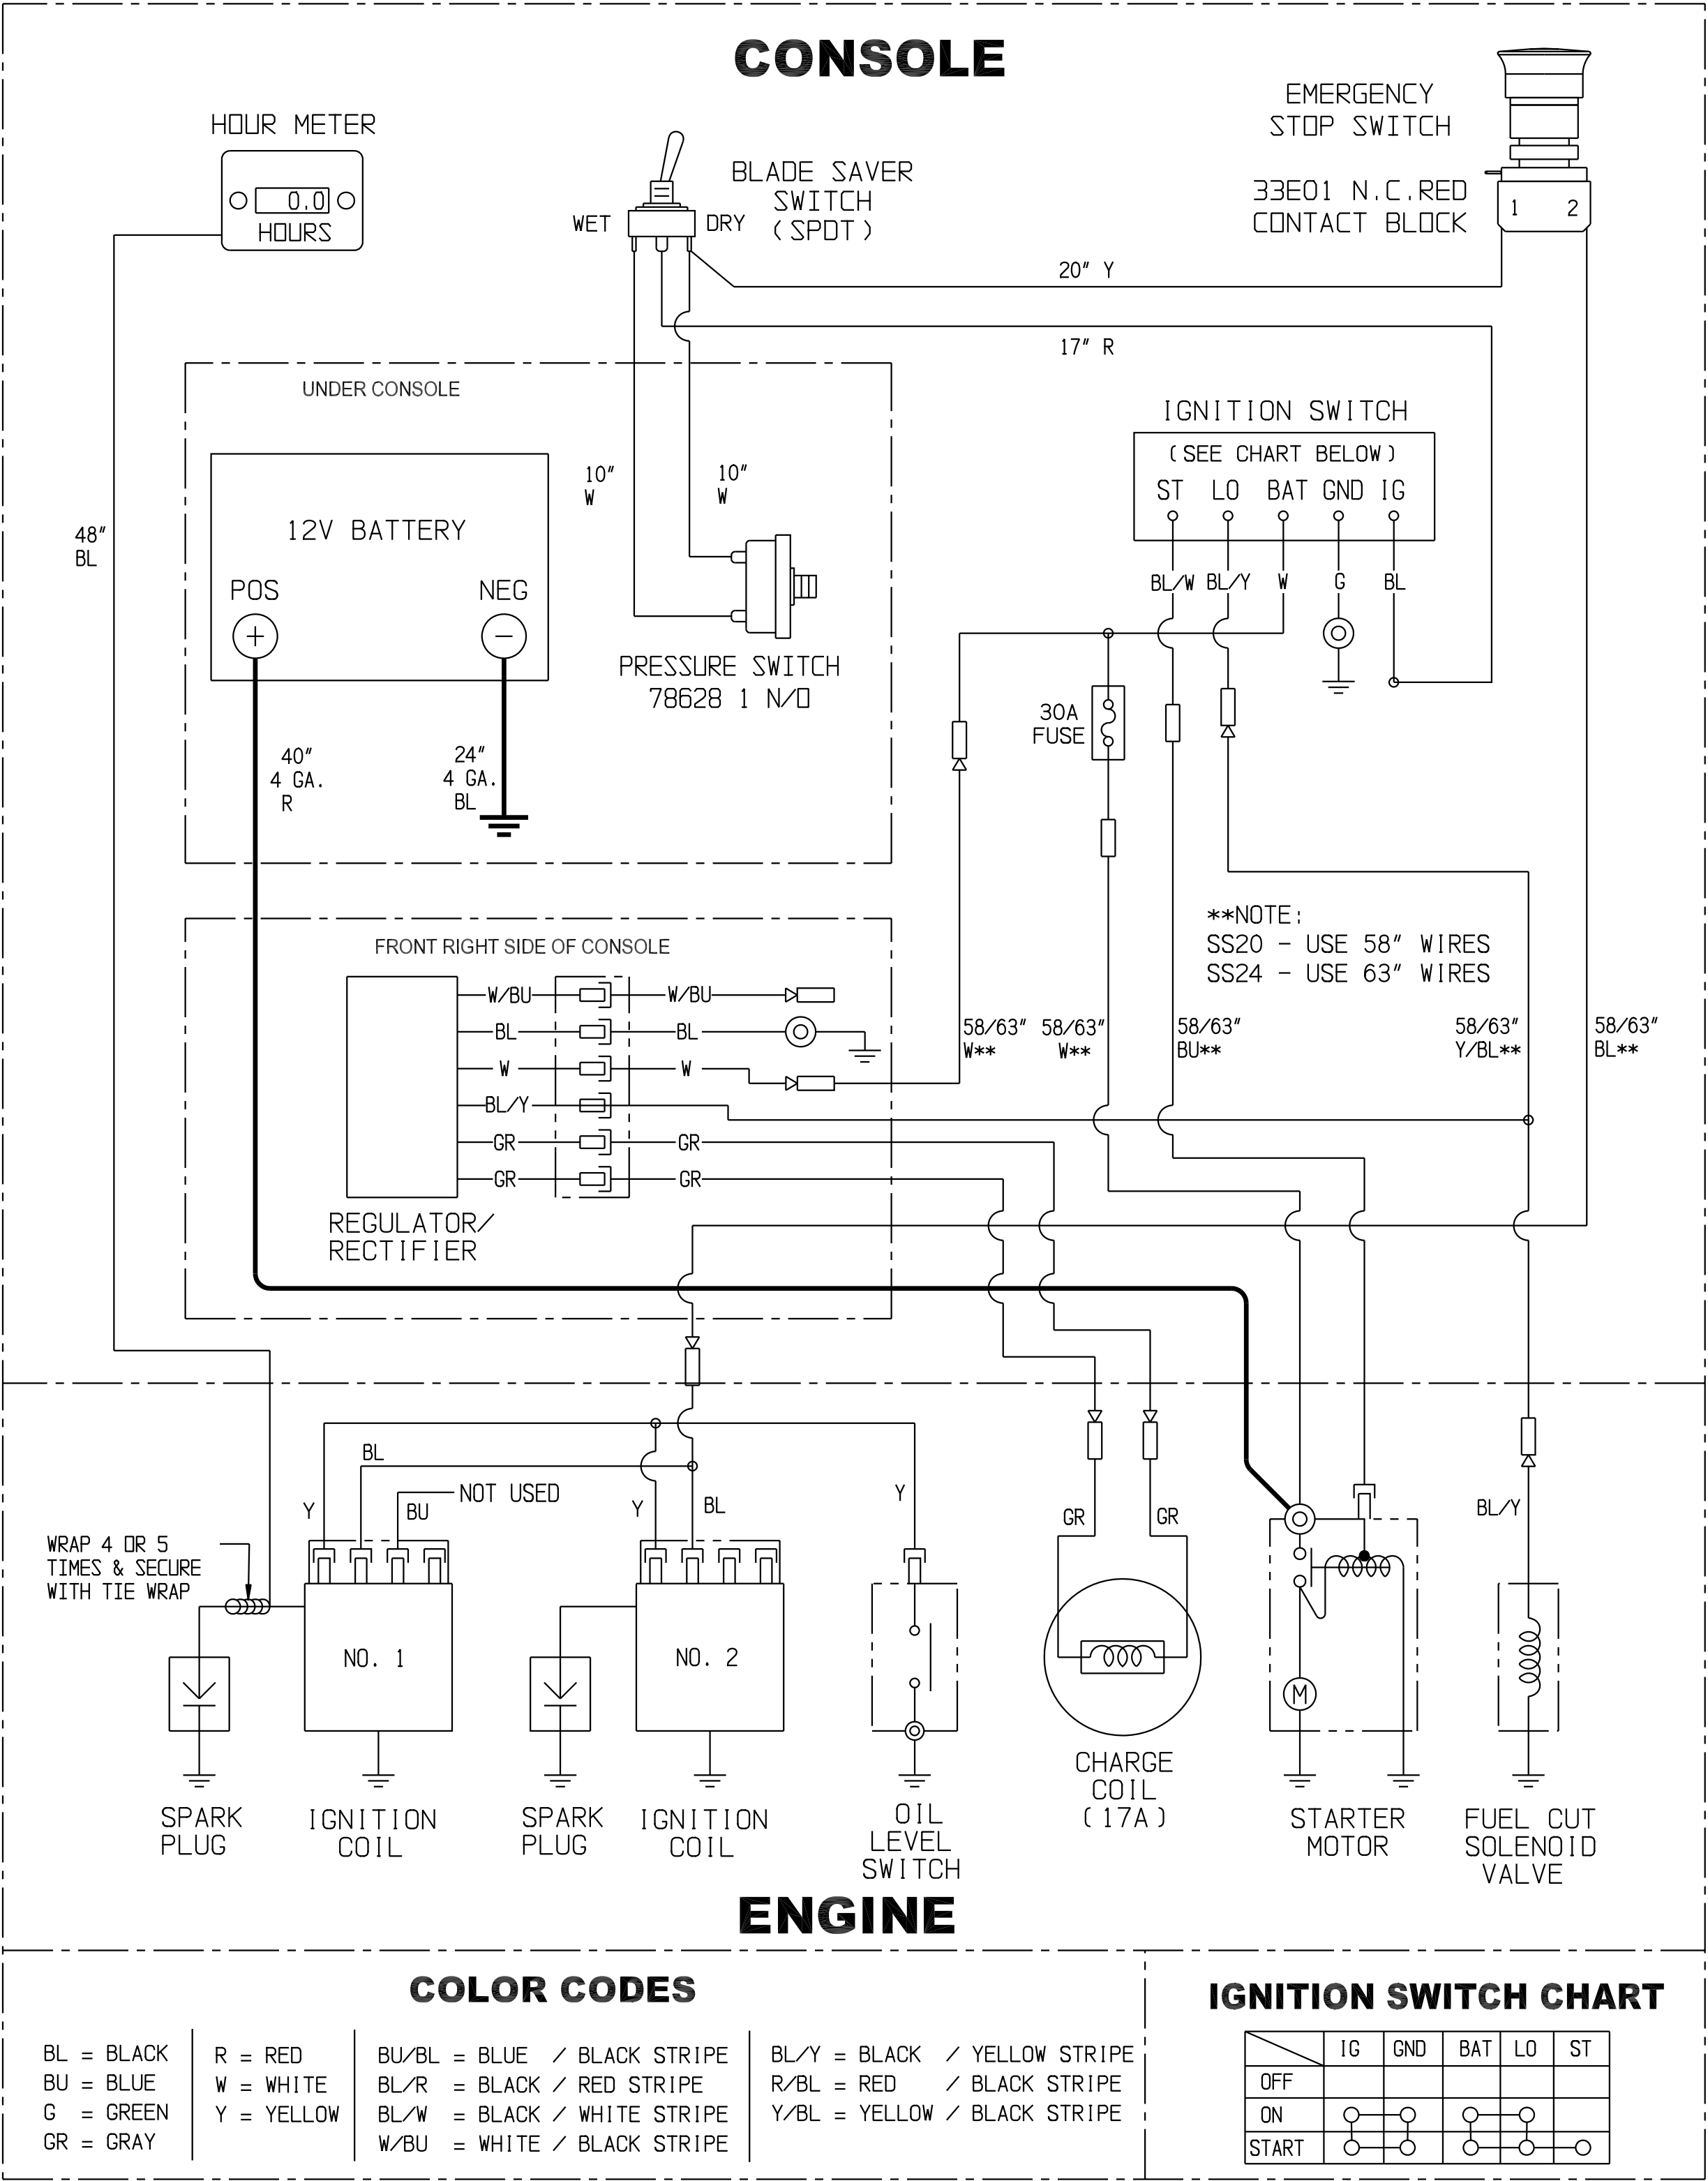 CONSOLE
HOUR METER
0.0
HOURS
WET
DRY
BLADE SAVER
SWITCH
(SPDT)
EMERGENCY
STOP SWITCH
33E01 N.C.RED
CONTACT BLOCK
1 2
20" Y
17" R
UNDER CONSOLE
12V BATTERY
POS
NEG
+
−
48"
BL
10"
W
10"
W
PRESSURE SWITCH
78628 1 N/O
40"
4 GA.
R
24"
4 GA.
BL
IGNITION SWITCH
(SEE CHART BELOW)
ST LO BAT GND IG
BL/W BL/Y W G BL
30A
FUSE
**NOTE:
SS20 - USE 58" WIRES
SS24 - USE 63" WIRES
FRONT RIGHT SIDE OF CONSOLE
W/BU W/BU
BL BL
W W
BL/Y
GR GR
GR GR
REGULATOR/
RECTIFIER
58/63"
W**
58/63"
W**
58/63"
BU**
58/63"
Y/BL**
58/63"
BL**
BL
Y
BU
NOT USED
Y
BL
Y
GR
GR
BL/Y
WRAP 4 OR 5
TIMES & SECURE
WITH TIE WRAP
NO. 1
NO. 2
M
SPARK
PLUG
IGNITION
COIL
SPARK
PLUG
IGNITION
COIL
OIL
LEVEL
SWITCH
CHARGE
COIL
(17A)
STARTER
MOTOR
FUEL CUT
SOLENOID
VALVE
ENGINE
COLOR CODES
BL = BLACK
BU = BLUE
G = GREEN
GR = GRAY
R = RED
W = WHITE
Y = YELLOW
BU/BL = BLUE / BLACK STRIPE
BL/R = BLACK / RED STRIPE
BL/W = BLACK / WHITE STRIPE
W/BU = WHITE / BLACK STRIPE
BL/Y = BLACK / YELLOW STRIPE
R/BL = RED / BLACK STRIPE
Y/BL = YELLOW / BLACK STRIPE
IGNITION SWITCH CHART
IG GND BAT LO ST
OFF
ON
START